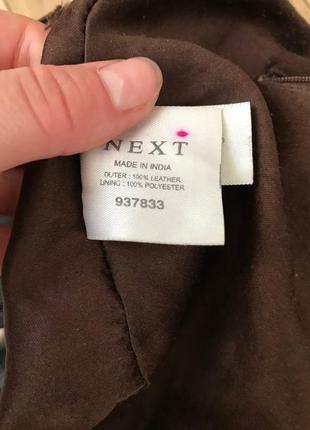 NEXT
MADE IN INDIA
OUTER : 100% LEATHER
LINING : 100% POLYESTER
937833